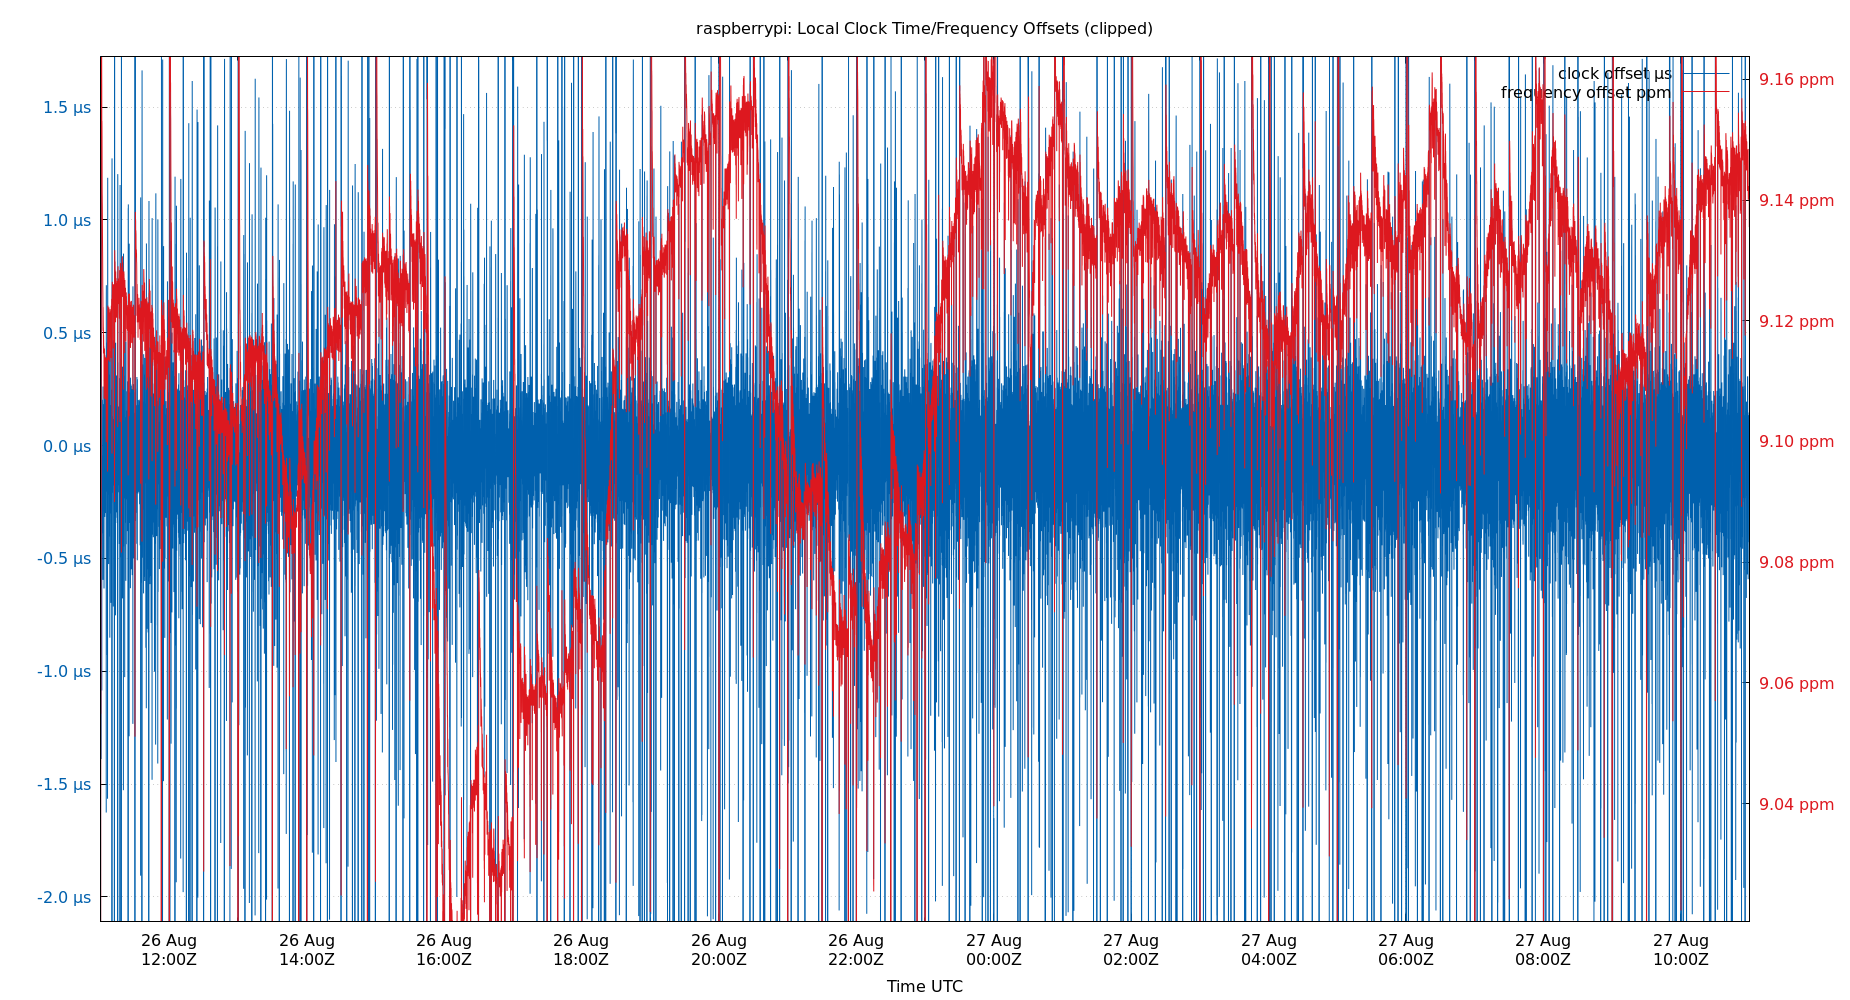 raspberrypi: Local Clock Time/Frequency Offsets (clipped)
clock offset µs
frequency offset ppm
1.5 µs
1.0 µs
0.5 µs
0.0 µs
-0.5 µs
-1.0 µs
-1.5 µs
-2.0 µs
9.16 ppm
9.14 ppm
9.12 ppm
9.10 ppm
9.08 ppm
9.06 ppm
9.04 ppm
26 Aug
12:00Z
26 Aug
14:00Z
26 Aug
16:00Z
26 Aug
18:00Z
26 Aug
20:00Z
26 Aug
22:00Z
27 Aug
00:00Z
27 Aug
02:00Z
27 Aug
04:00Z
27 Aug
06:00Z
27 Aug
08:00Z
27 Aug
10:00Z
Time UTC